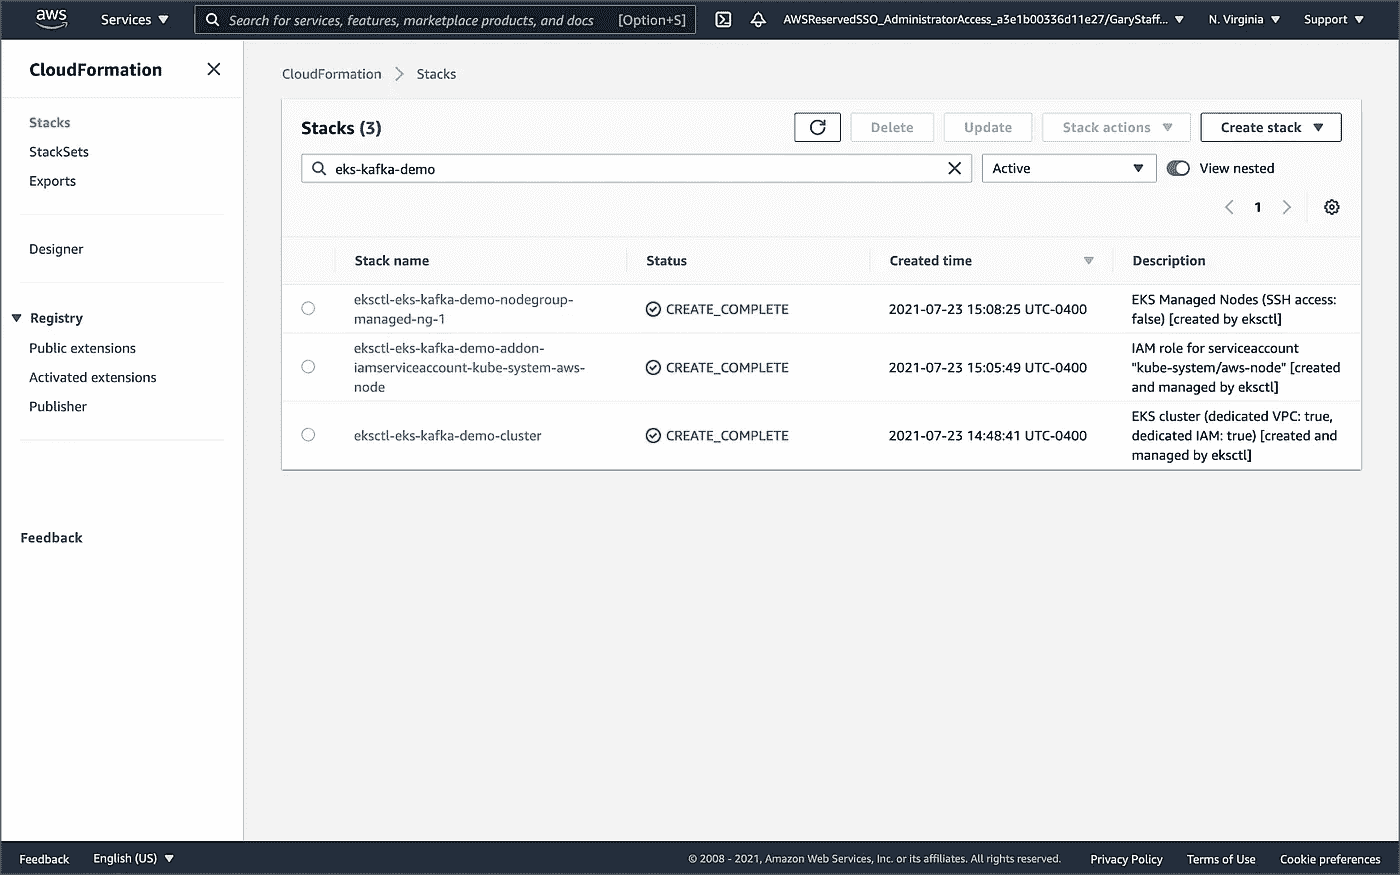 aws
Services
Search for services, features, marketplace products, and docs [Option+S]
AWSReservedSSO_AdministratorAccess_a3e1b00336d11e27/GaryStaff...
N. Virginia
Support
CloudFormation
Stacks
StackSets
Exports
Designer
Registry
Public extensions
Activated extensions
Publisher
Feedback
CloudFormation
Stacks
Stacks (3)
Delete
Update
Stack actions
Create stack
eks-kafka-demo
Active
View nested
1
Stack name
Status
Created time
Description
eksctl-eks-kafka-demo-nodegroup-
managed-ng-1
CREATE_COMPLETE
2021-07-23 15:08:25 UTC-0400
EKS Managed Nodes (SSH access:
false) [created by eksctl]
eksctl-eks-kafka-demo-addon-
iamserviceaccount-kube-system-aws-
node
CREATE_COMPLETE
2021-07-23 15:05:49 UTC-0400
IAM role for serviceaccount
"kube-system/aws-node" [created
and managed by eksctl]
eksctl-eks-kafka-demo-cluster
CREATE_COMPLETE
2021-07-23 14:48:41 UTC-0400
EKS cluster (dedicated VPC: true,
dedicated IAM: true) [created and
managed by eksctl]
Feedback
English (US)
© 2008 - 2021, Amazon Web Services, Inc. or its affiliates. All rights reserved.
Privacy Policy
Terms of Use
Cookie preferences